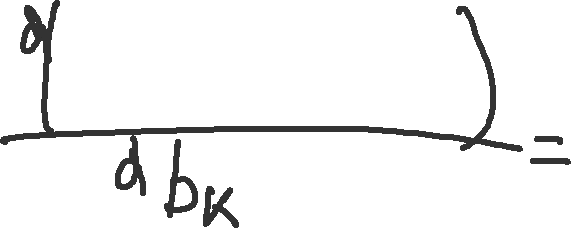 d( ) =
d b_k